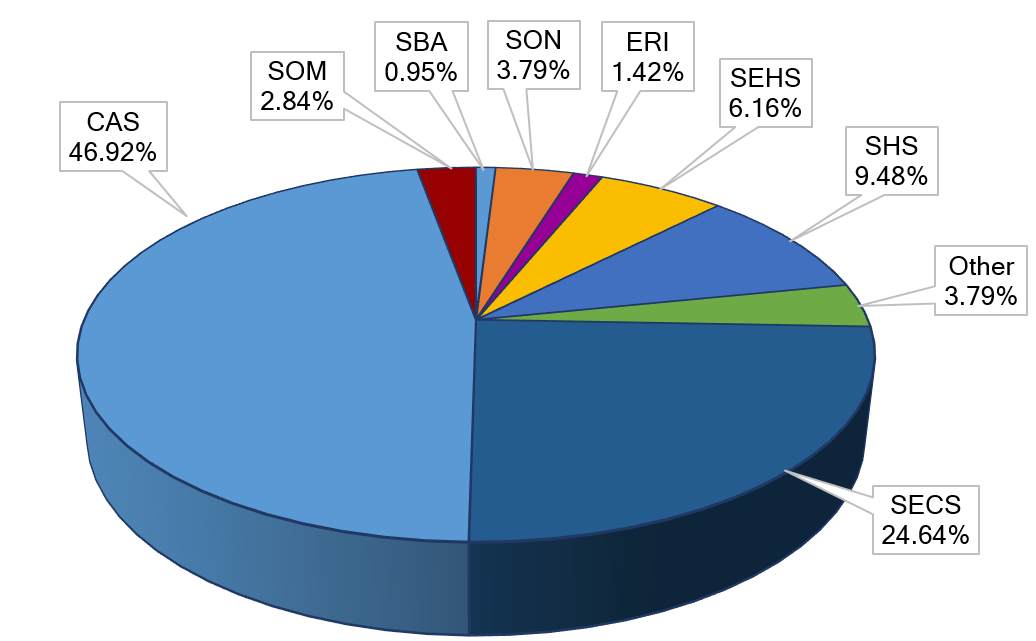 SBA
0.95%
SON
3.79%
ERI
1.42%
SOM
2.84%
SEHS
6.16%
CAS
46.92%
SHS
9.48%
Other
3.79%
SECS
24.64%